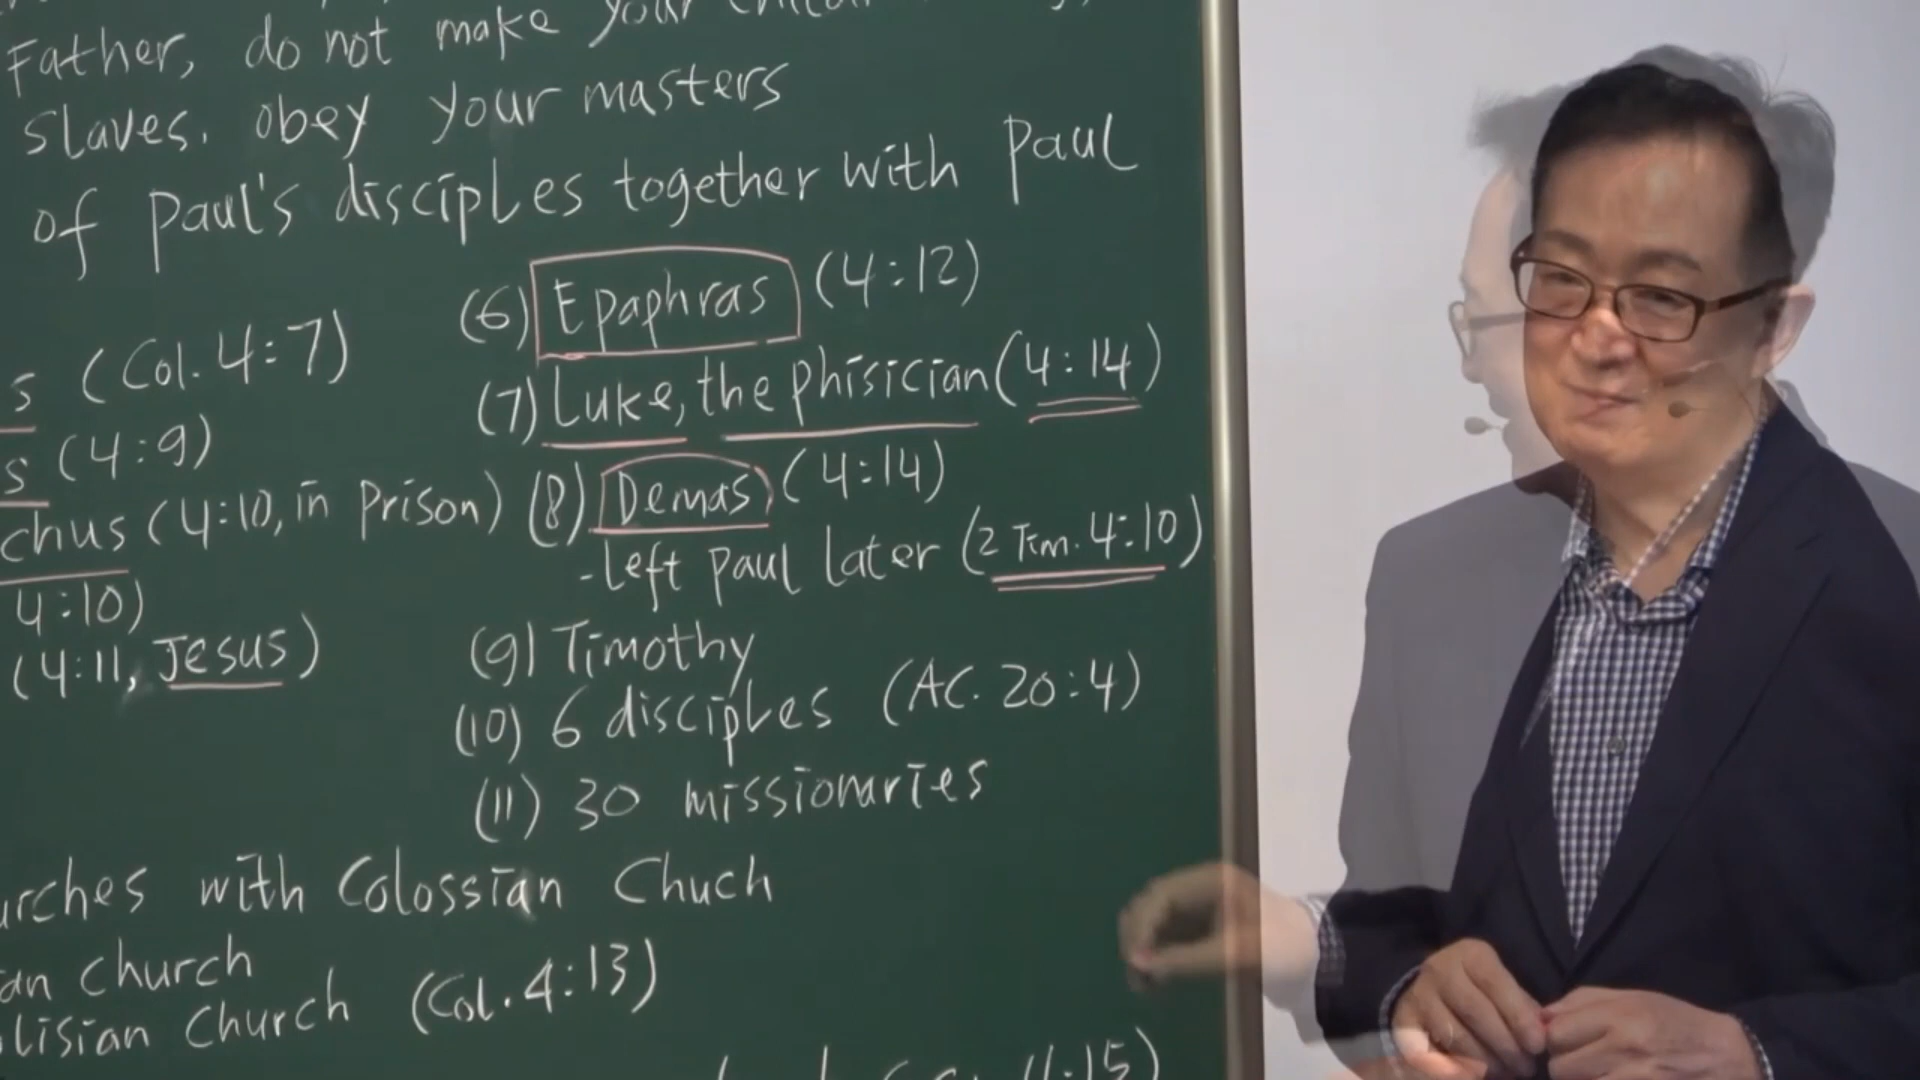 Father, do not make your
slaves. obey your masters
of Paul's disciples together with Paul
s (Col. 4:7)
s (4:9)
chus (4:10, in prison)
4:10)
(4:11, Jesus)
(6) Epaphras (4:12)
(7) Luke, the phisician (4:14)
(8) Demas (4:14)
- Left Paul later (2 Tim. 4:10)
(9) Timothy
(10) 6 disciples (AC. 20:4)
(11) 30 missionaries
urches with Colossian Chuch
an Church
olisian Church (Col. 4:13)
4:15)